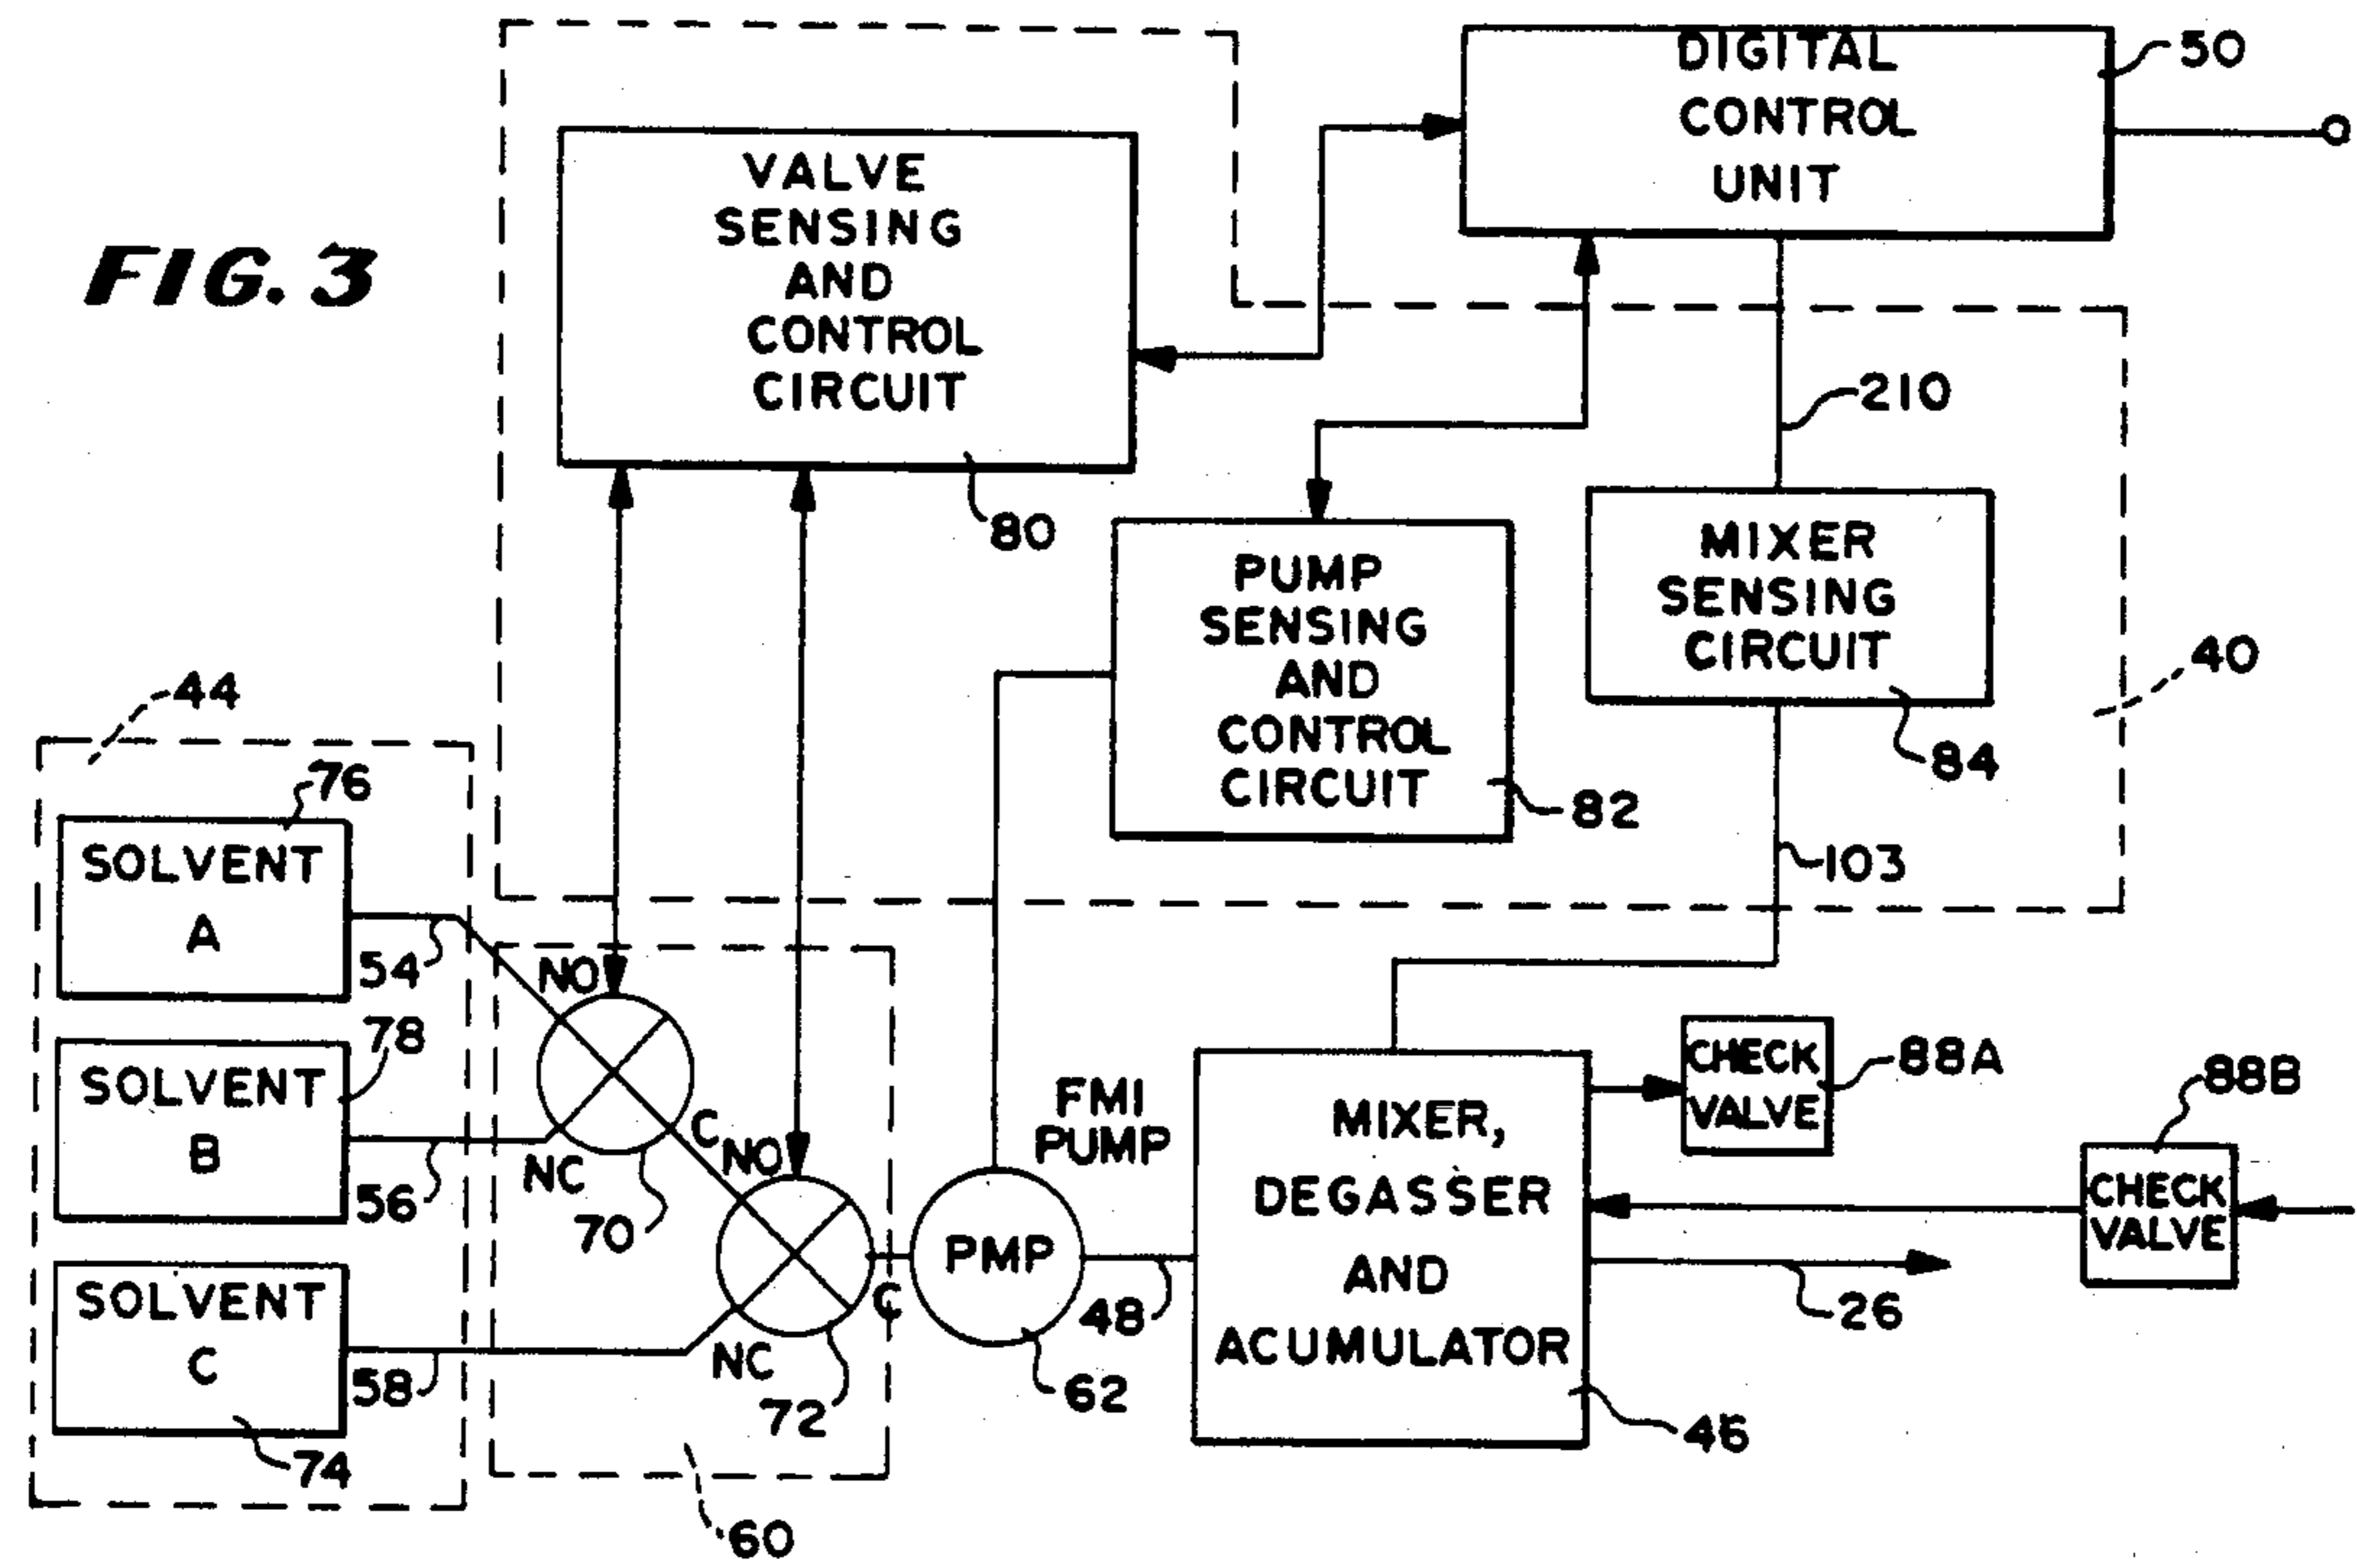 FIG. 3
DIGITAL
CONTROL
UNIT
50
VALVE
SENSING
AND
CONTROL
CIRCUIT
80
210
PUMP
SENSING
AND
CONTROL
CIRCUIT
82
MIXER
SENSING
CIRCUIT
84
40
103
44
76
SOLVENT
A
54
78
SOLVENT
B
56
SOLVENT
C
58
74
NO
NC
C
70
NO
NC
C
72
60
FMI
PUMP
PMP
62
48
MIXER,
DEGASSER
AND
ACUMULATOR
46
CHECK
VALVE
88A
88B
CHECK
VALVE
26